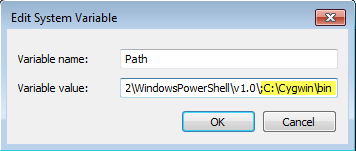 Edit System Variable
Variable name: Path
Variable value: 2\WindowsPowerShell\v1.0\;C:\Cygwin\bin
OK Cancel